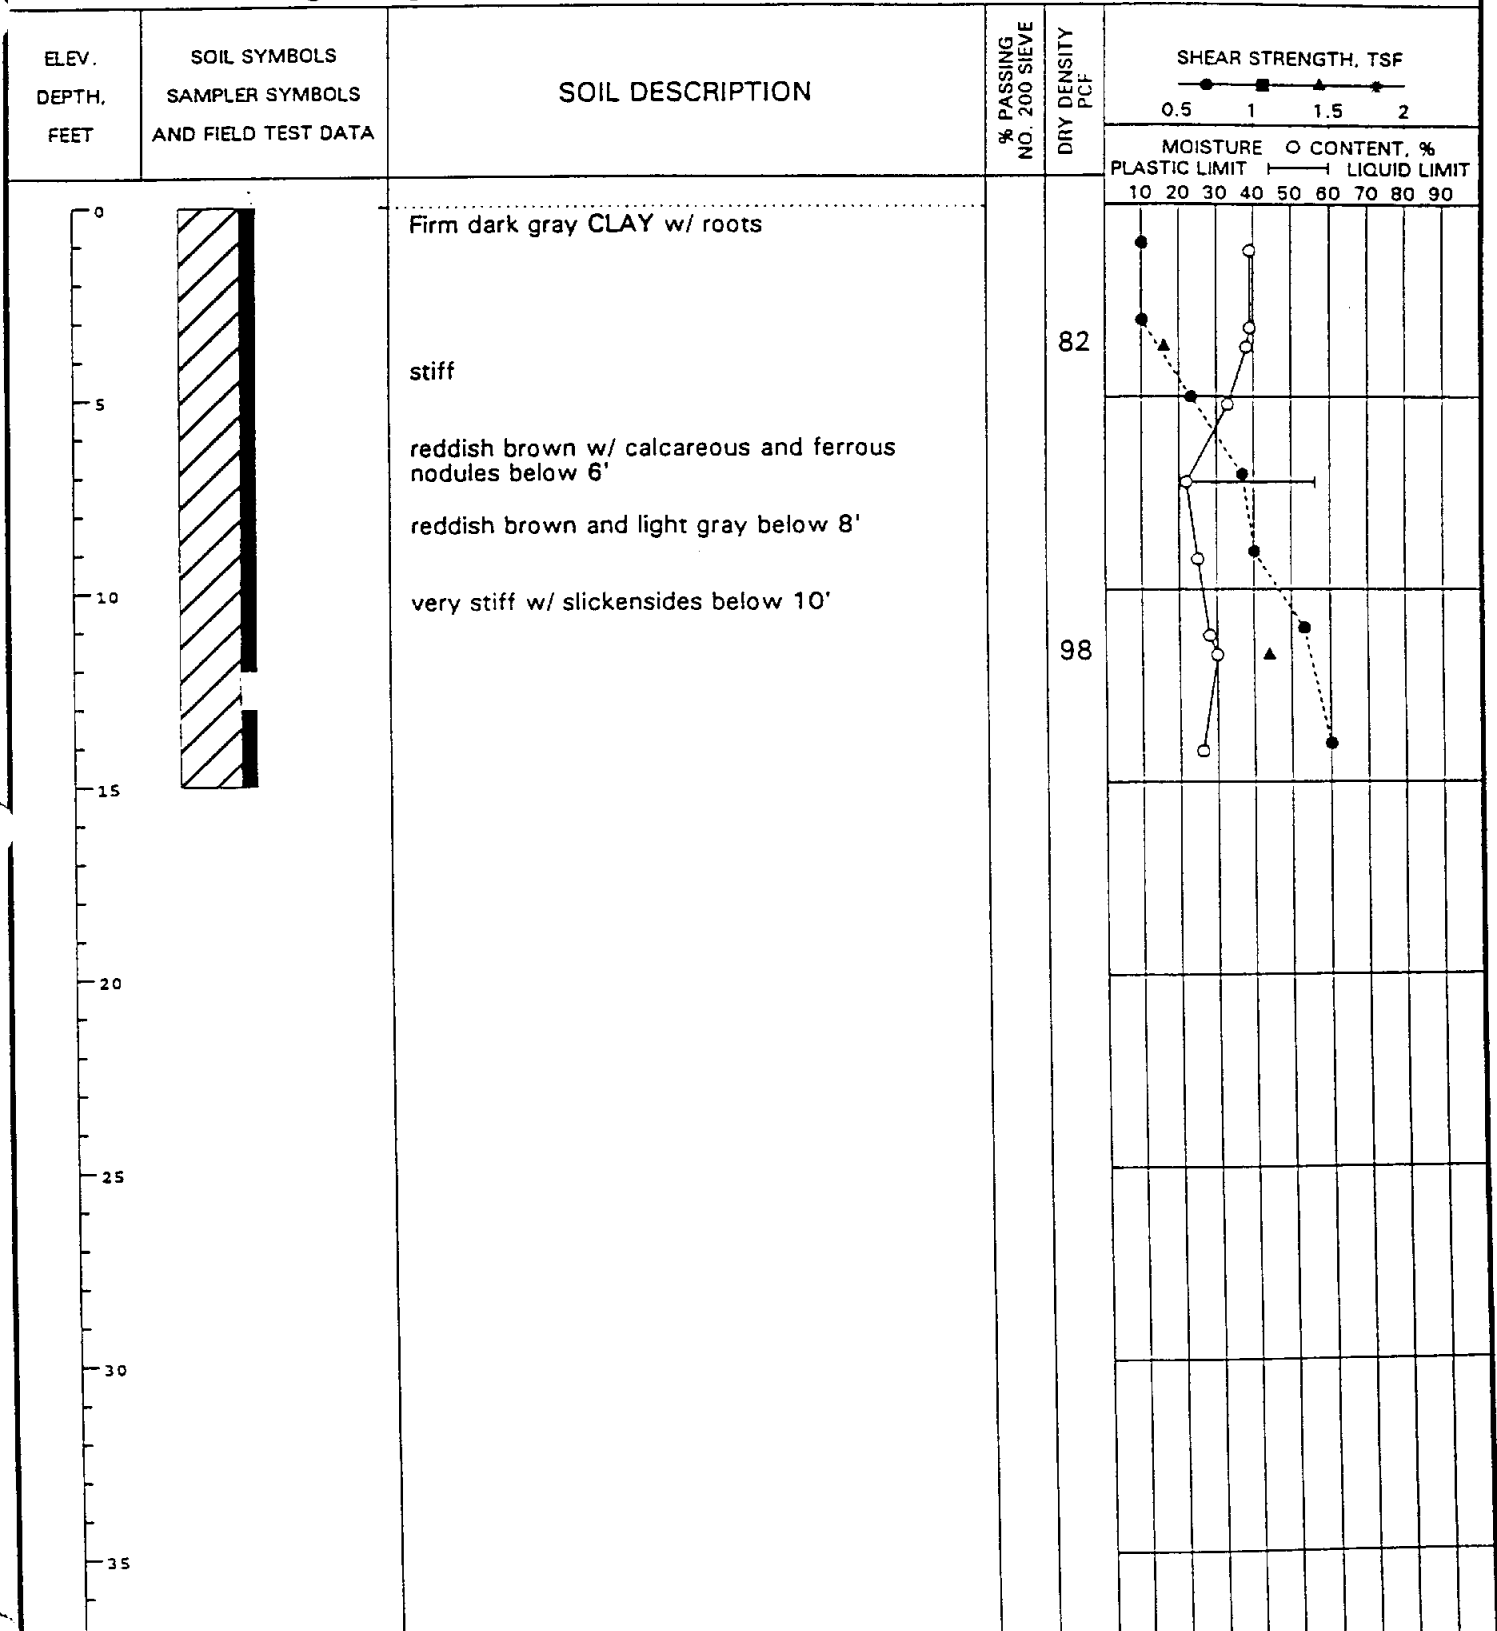 ELEV.
DEPTH,
FEET
SOIL SYMBOLS
SAMPLER SYMBOLS
AND FIELD TEST DATA
SOIL DESCRIPTION
% PASSING
NO. 200 SIEVE
DRY DENSITY
PCF
SHEAR STRENGTH, TSF
0.5 1 1.5 2
MOISTURE O CONTENT, %
PLASTIC LIMIT LIQUID LIMIT
10 20 30 40 50 60 70 80 90
0
Firm dark gray CLAY w/ roots
82
stiff
5
reddish brown w/ calcareous and ferrous
nodules below 6'
reddish brown and light gray below 8'
10
very stiff w/ slickensides below 10'
98
15
20
25
30
35